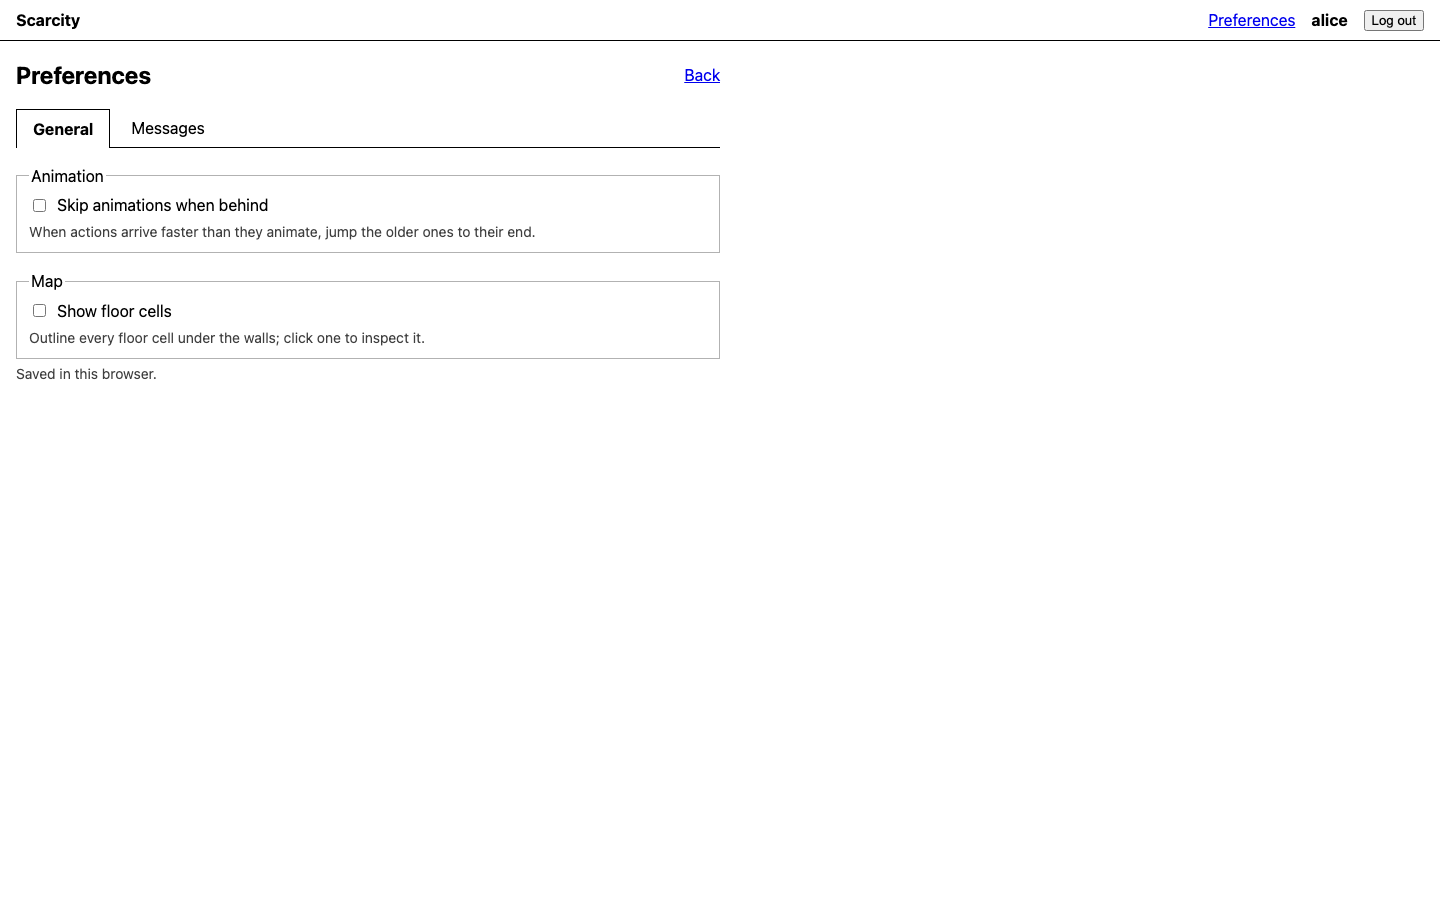 Scarcity
Preferences alice Log out
Preferences Back
General Messages
Animation
Skip animations when behind
When actions arrive faster than they animate, jump the older ones to their end.
Map
Show floor cells
Outline every floor cell under the walls; click one to inspect it.
Saved in this browser.